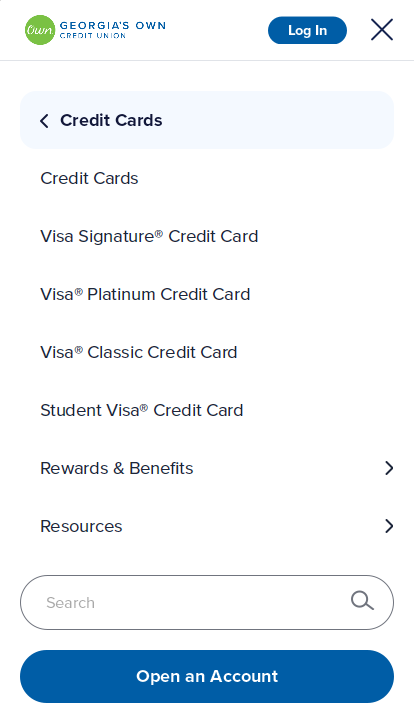 Own
GEORGIA'S OWN
CREDIT UNION
Log In
Credit Cards
Credit Cards
Visa Signature® Credit Card
Visa® Platinum Credit Card
Visa® Classic Credit Card
Student Visa® Credit Card
Rewards & Benefits
Resources
Search
Open an Account